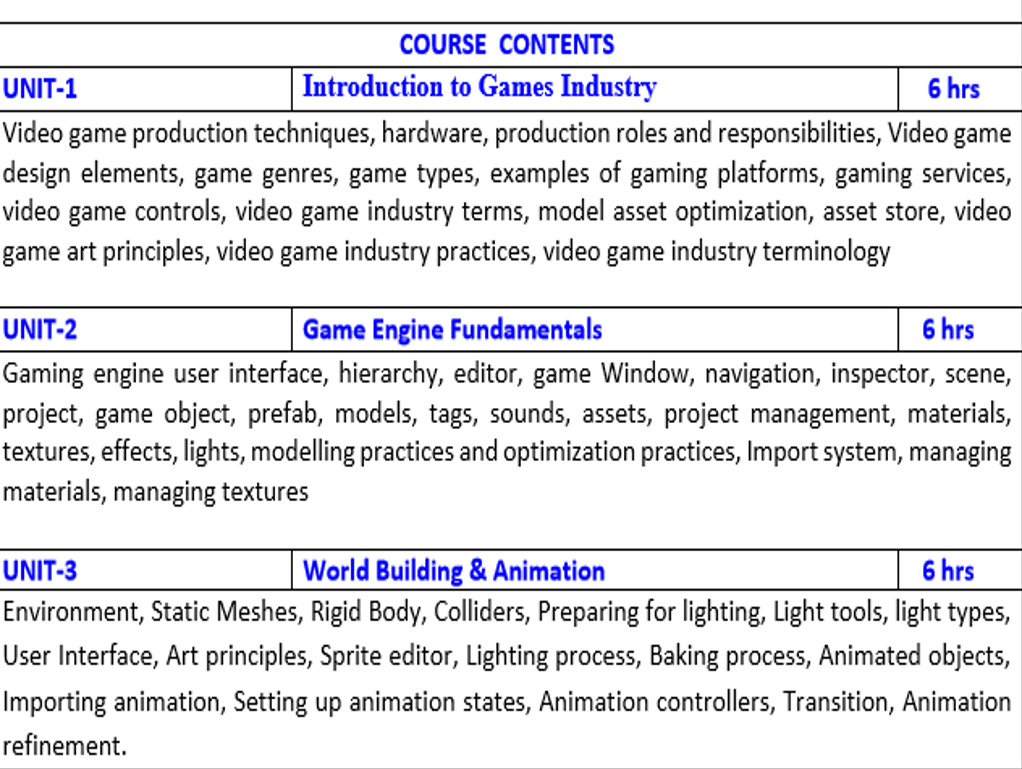 COURSE CONTENTS
UNIT-1 Introduction to Games Industry 6 hrs
Video game production techniques, hardware, production roles and responsibilities, Video game
design elements, game genres, game types, examples of gaming platforms, gaming services,
video game controls, video game industry terms, model asset optimization, asset store, video
game art principles, video game industry practices, video game industry terminology
UNIT-2 Game Engine Fundamentals 6 hrs
Gaming engine user interface, hierarchy, editor, game Window, navigation, inspector, scene,
project, game object, prefab, models, tags, sounds, assets, project management, materials,
textures, effects, lights, modelling practices and optimization practices, Import system, managing
materials, managing textures
UNIT-3 World Building & Animation 6 hrs
Environment, Static Meshes, Rigid Body, Colliders, Preparing for lighting, Light tools, light types,
User Interface, Art principles, Sprite editor, Lighting process, Baking process, Animated objects,
Importing animation, Setting up animation states, Animation controllers, Transition, Animation
refinement.